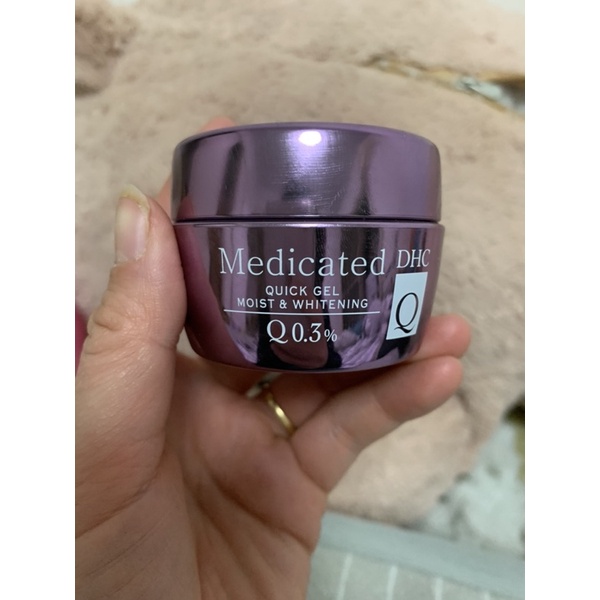 Medicated DHC
QUICK GEL
MOIST & WHITENING
Q 0.3%
Q